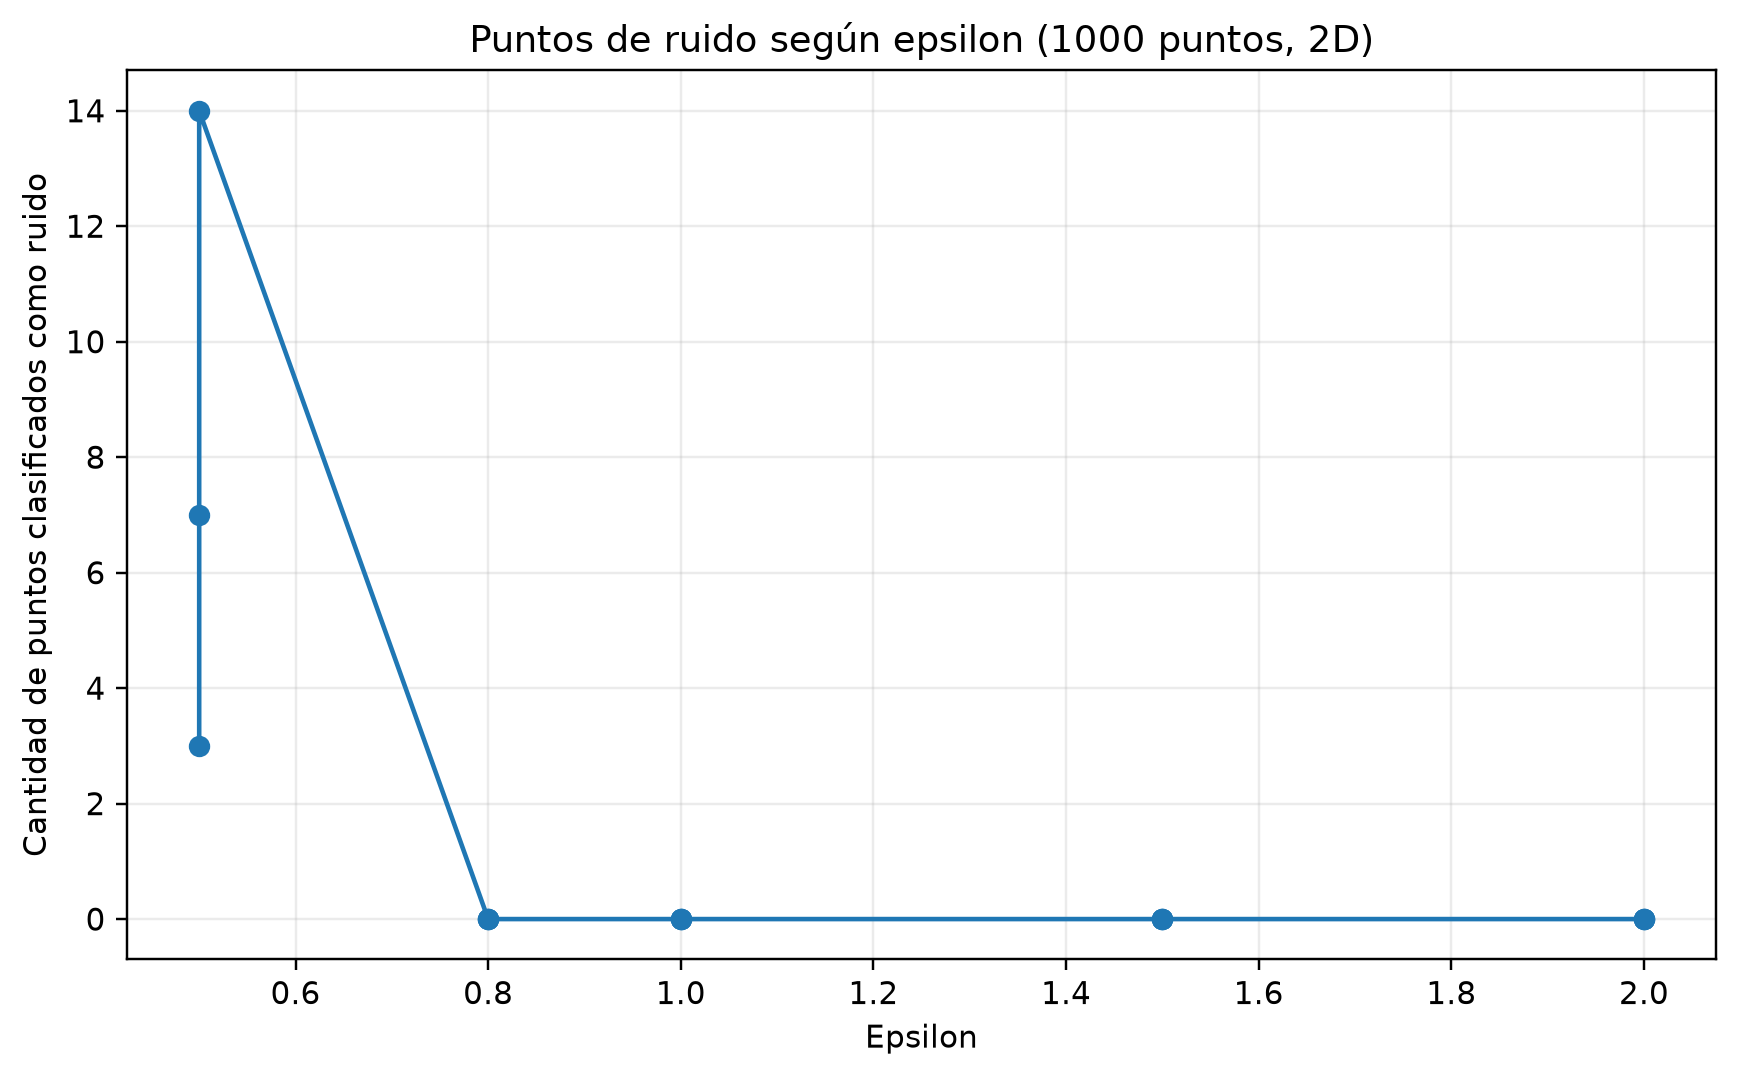 Puntos de ruido según epsilon (1000 puntos, 2D)
Cantidad de puntos clasificados como ruido
14
12
10
8
6
4
2
0
0.6 0.8 1.0 1.2 1.4 1.6 1.8 2.0
Epsilon